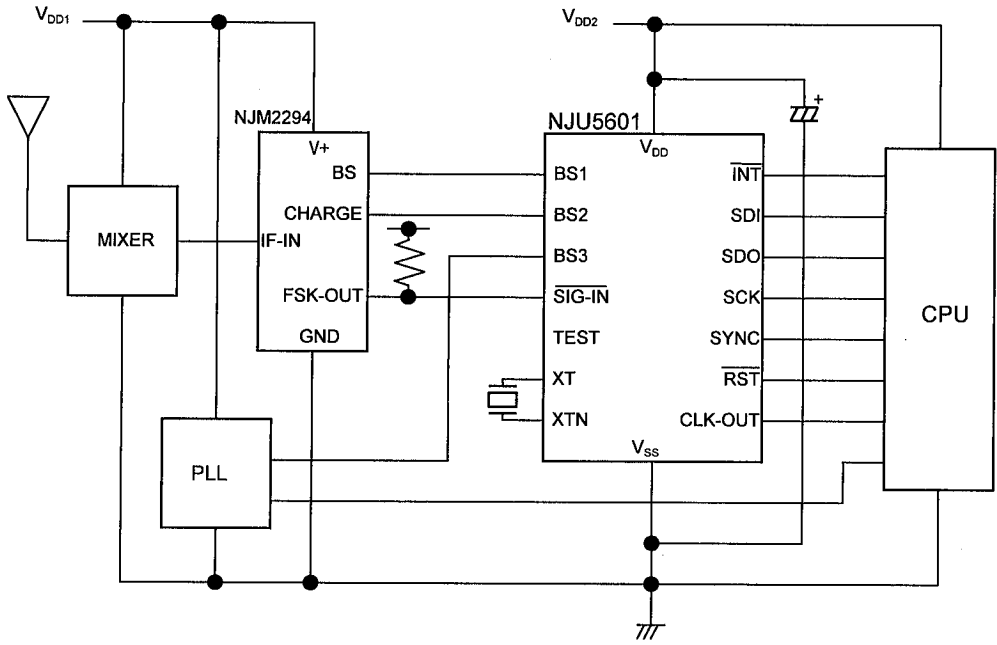 VDD1
VDD2
NJM2294
NJU5601
V+
VDD
BS
BS1
INT
CHARGE
BS2
SDI
MIXER
IF-IN
BS3
SDO
FSK-OUT
SIG-IN
SCK
CPU
GND
TEST
SYNC
XT
RST
XTN
CLK-OUT
VSS
PLL
+